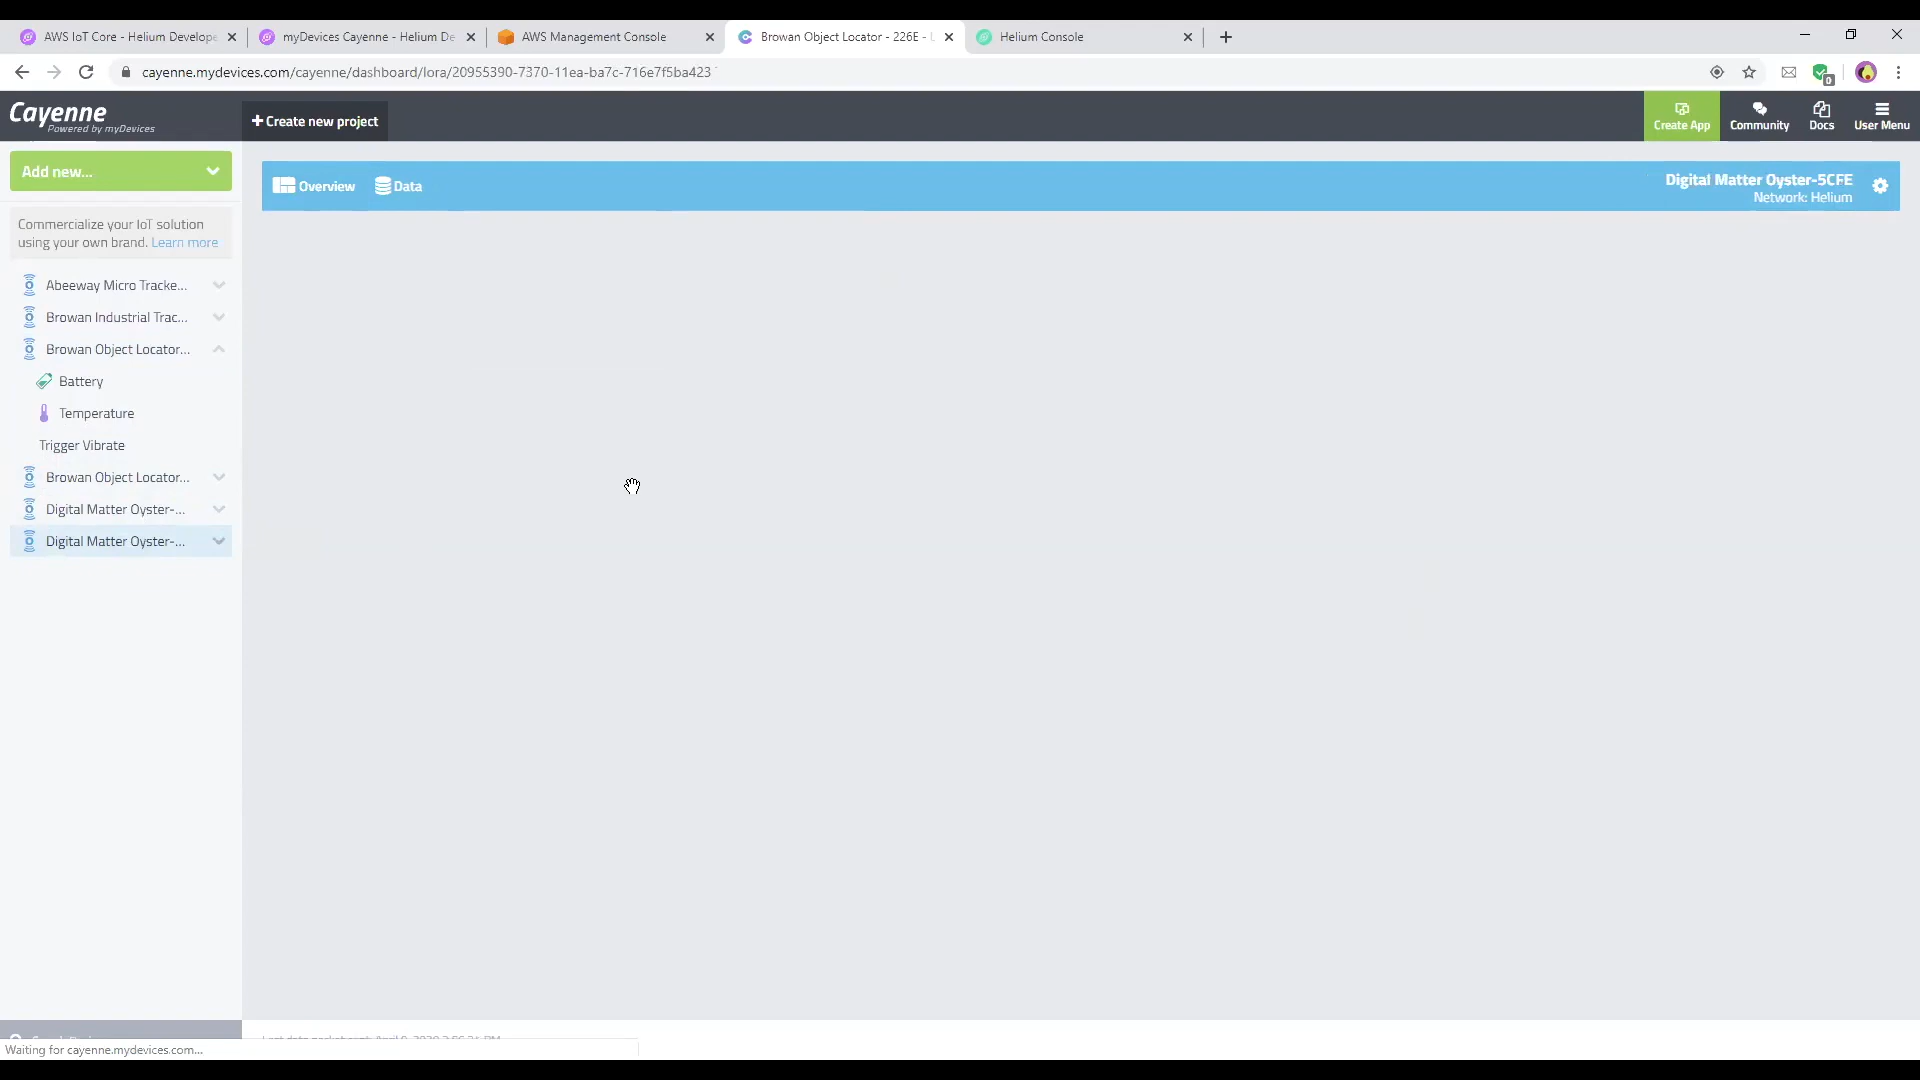 AWS IoT Core - Helium Develope
myDevices Cayenne - Helium De
AWS Management Console
Browan Object Locator - 226E -
Helium Console
cayenne.mydevices.com/cayenne/dashboard/lora/20955390-7370-11ea-ba7c-716e7f5ba423
0
Cayenne
Powered by myDevices
+ Create new project
Create App
Community
Docs
User Menu
Add new...
Overview
Data
Digital Matter Oyster-5CFE
Network: Helium
Commercialize your IoT solution
using your own brand. Learn more
Abeeway Micro Tracke...
Browan Industrial Trac...
Browan Object Locator...
Battery
Temperature
Trigger Vibrate
Browan Object Locator...
Digital Matter Oyster-...
Digital Matter Oyster-...
Waiting for cayenne.mydevices.com...